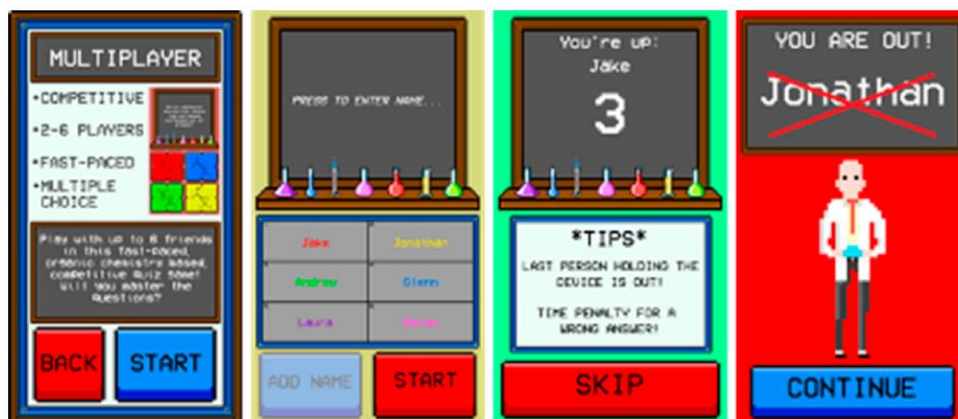 MULTIPLAYER
•COMPETITIVE
•2-6 PLAYERS
•FAST-PACED
•MULTIPLE
CHOICE
Play with up to 6 friends
in this fast-paced,
organic chemistry based,
competitive Quiz Game!
Will you master the
Questions?
BACK
START
PRESS TO ENTER NAME...
Jake
Jonathan
Andrew
Glenn
Laura
ADD NAME
START
You're up:
Jake
3
*TIPS*
LAST PERSON HOLDING THE
DEVICE IS OUT!
TIME PENALTY FOR A
WRONG ANSWER!
SKIP
YOU ARE OUT!
Jonathan
CONTINUE